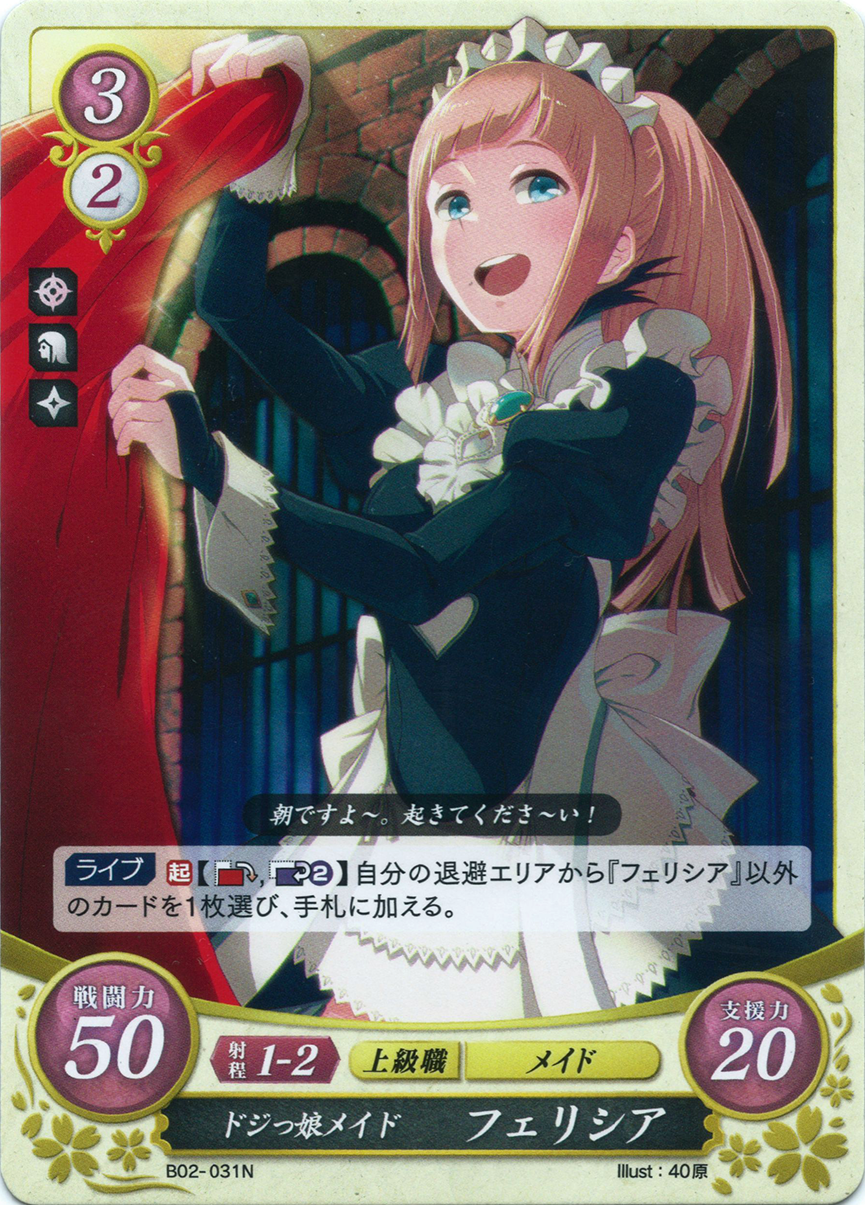 3
2
朝ですよ～。起きてくださ～い！
ライブ 起【 , 2】自分の退避エリアから『フェリシア』以外
のカードを1枚選び、手札に加える。
戦闘力
50
射程 1-2 上級職 メイド
支援力
20
ドジっ娘メイド フェリシア
B02-031N Illust：40原